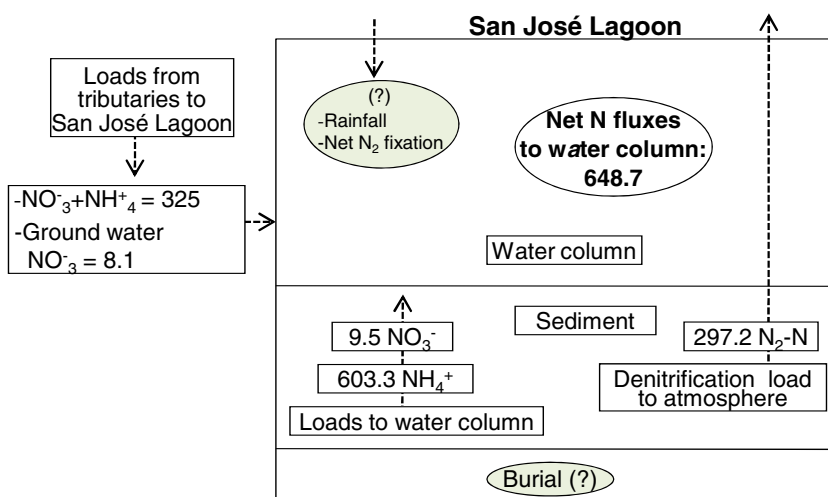 San José Lagoon
Loads from
tributaries to
San José Lagoon
-NO⁻₃+NH⁺₄ = 325
-Ground water
NO⁻₃ = 8.1
(?)
-Rainfall
-Net N₂ fixation
Net N fluxes
to water column:
648.7
Water column
Sediment
9.5 NO₃⁻
603.3 NH₄⁺
Loads to water column
297.2 N₂-N
Denitrification load
to atmosphere
Burial (?)